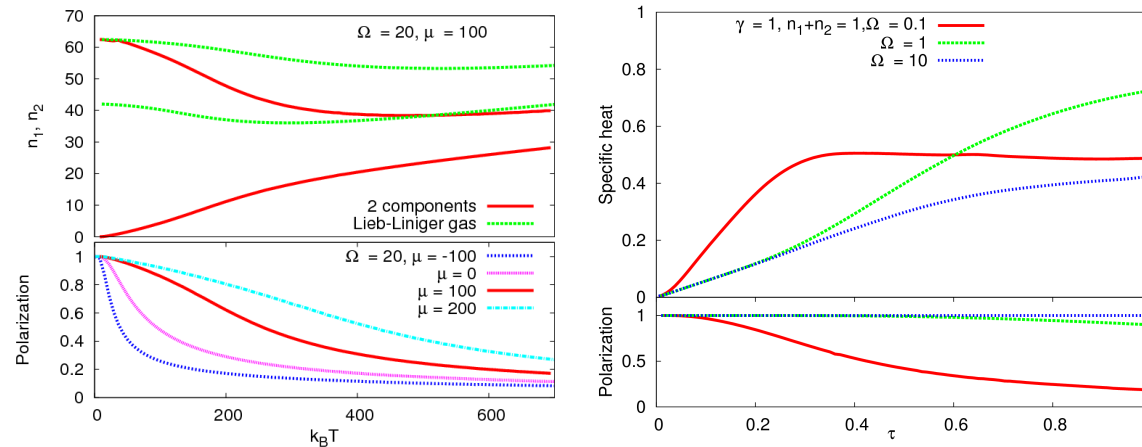 Ω = 20, μ = 100
70
60
50
40
30
20
10
0
n₁, n₂
2 components
Lieb-Liniger gas
Ω = 20, μ = -100
μ = 0
μ = 100
μ = 200
1
0.8
0.6
0.4
0.2
0
Polarization
0 200 400 600
k_BT
γ = 1, n₁+n₂ = 1,Ω = 0.1
Ω = 1
Ω = 10
1
0.8
0.6
0.4
0.2
0
Specific heat
1
0.5
0
Polarization
0 0.2 0.4 0.6 0.8
τ